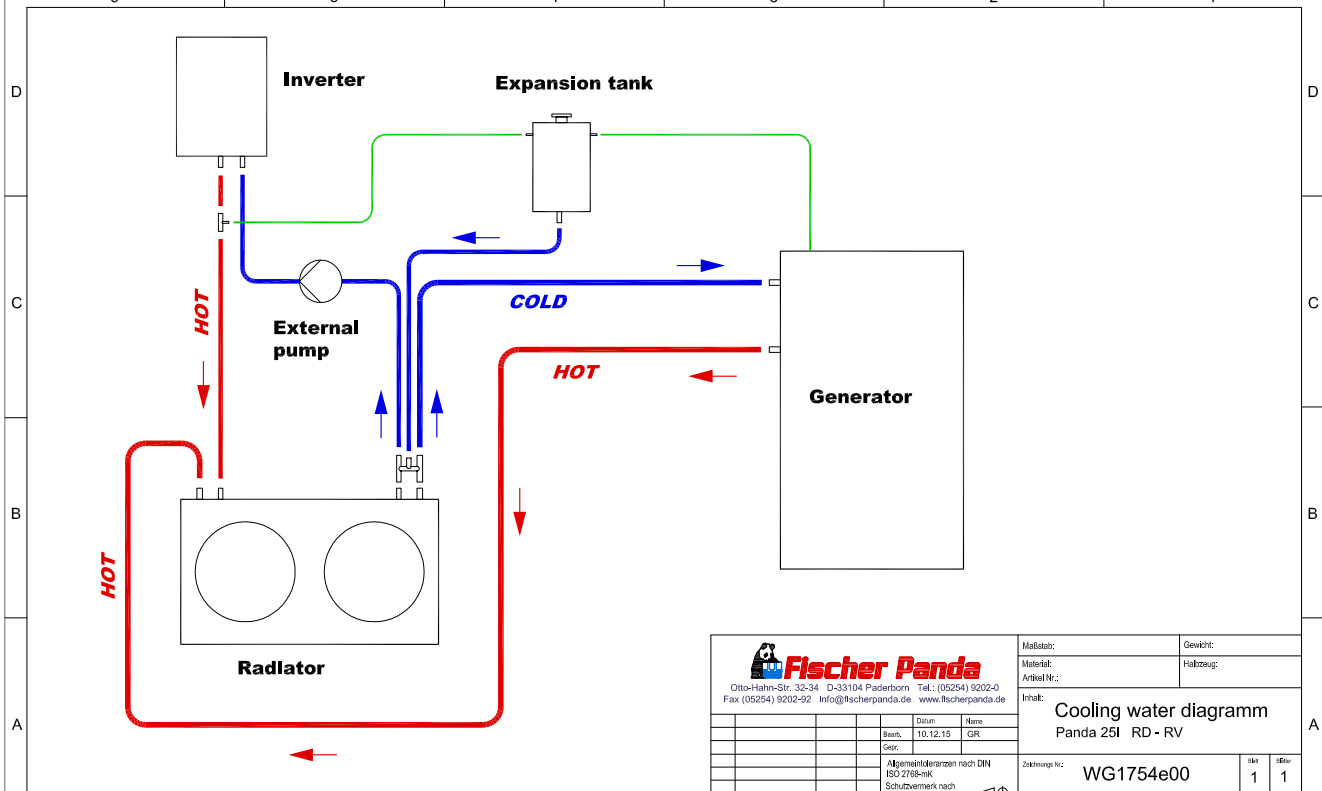 D
D
Inverter
Expansion tank
C
C
HOT
COLD
External
pump
HOT
Generator
B
B
HOT
Radiator
Fischer Panda
Otto-Hahn-Str. 32-34 D-33104 Paderborn Tel.: (05254) 9202-0
Fax (05254) 9202-92 Info@fischerpanda.de www.fischerpanda.de
Maßstab:
Gewicht:
Material:
Halbzeug:
Artikel Nr.:
Inhalt:
Cooling water diagramm
Panda 25I RD - RV
A
A
Datum
Name
Bearb.
10.12.15
GR
Gepr.
Allgemeintoleranzen nach DIN
ISO 2768-mK
Schutzvermerk nach
Zeichnungs Nr.:
WG1754e00
Blatt
Blätter
1
1